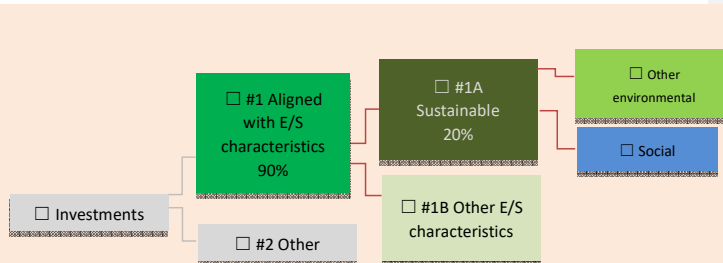 ☐ Investments
☐ #1 Aligned
with E/S
characteristics
90%
☐ #2 Other
☐ #1A
Sustainable
20%
☐ #1B Other E/S
characteristics
☐ Other
environmental
☐ Social